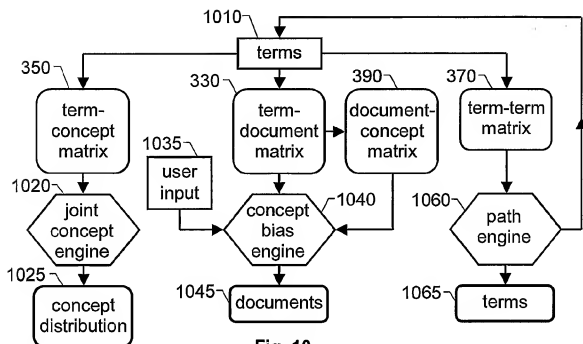 1010
terms
350
330
390
370
term-
concept
matrix
term-
document
matrix
document-
concept
matrix
term-term
matrix
1035
user
input
1020
joint
concept
engine
1040
concept
bias
engine
1060
path
engine
1025
concept
distribution
1045
documents
1065
terms
Fig. 10